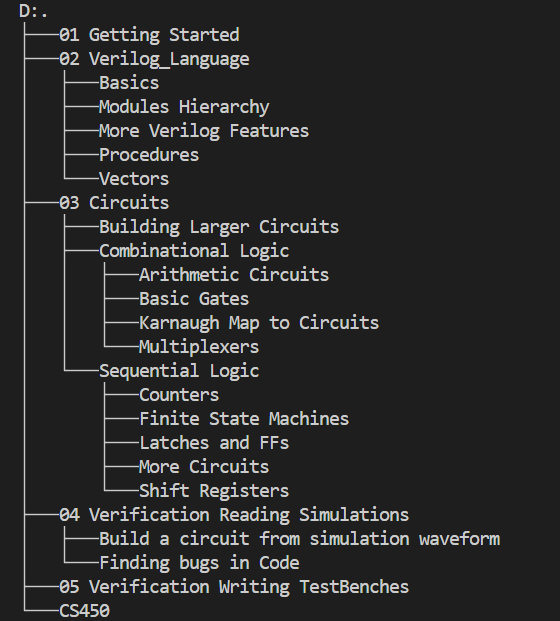 D:.
├───01 Getting Started
├───02 Verilog_Language
│   ├───Basics
│   ├───Modules Hierarchy
│   ├───More Verilog Features
│   ├───Procedures
│   └───Vectors
├───03 Circuits
│   ├───Building Larger Circuits
│   ├───Combinational Logic
│   │   ├───Arithmetic Circuits
│   │   ├───Basic Gates
│   │   ├───Karnaugh Map to Circuits
│   │   └───Multiplexers
│   └───Sequential Logic
│       ├───Counters
│       ├───Finite State Machines
│       ├───Latches and FFs
│       ├───More Circuits
│       └───Shift Registers
├───04 Verification Reading Simulations
│   ├───Build a circuit from simulation waveform
│   └───Finding bugs in Code
├───05 Verification Writing TestBenches
└───CS450